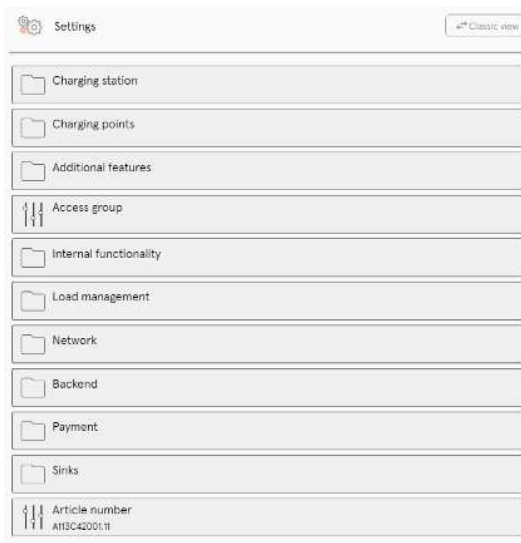 Settings
Classic view
Charging station
Charging points
Additional features
Access group
Internal functionality
Load management
Network
Backend
Payment
Sinks
Article number
A113C42001.11